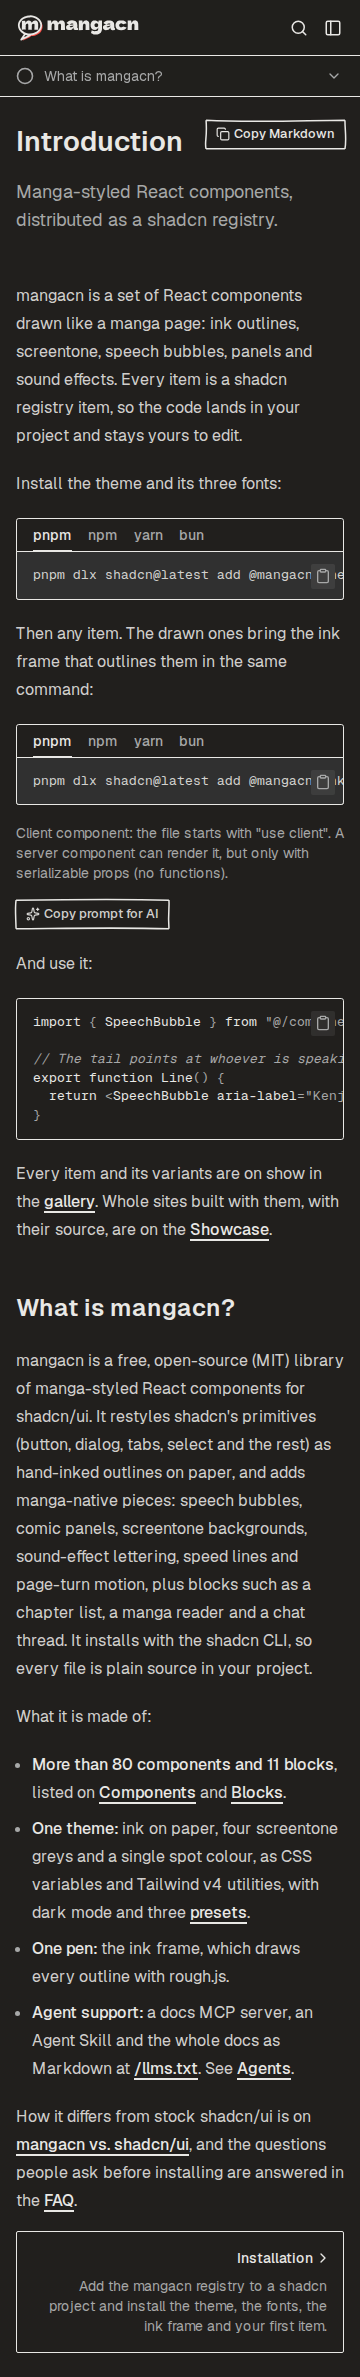 mangacn
What is mangacn?
Introduction
Copy Markdown
Manga-styled React components,
distributed as a shadcn registry.
mangacn is a set of React components
drawn like a manga page: ink outlines,
screentone, speech bubbles, panels and
sound effects. Every item is a shadcn
registry item, so the code lands in your
project and stays yours to edit.
Install the theme and its three fonts:
pnpm npm yarn bun
pnpm dlx shadcn@latest add @mangacn
Then any item. The drawn ones bring the ink
frame that outlines them in the same
command:
pnpm npm yarn bun
pnpm dlx shadcn@latest add @mangacn
Client component: the file starts with "use client". A
server component can render it, but only with
serializable props (no functions).
Copy prompt for AI
And use it:
import { SpeechBubble } from "@/com
// The tail points at whoever is speaki
export function Line() {
return <SpeechBubble aria-label="Kenj
}
Every item and its variants are on show in
the gallery. Whole sites built with them, with
their source, are on the Showcase.
What is mangacn?
mangacn is a free, open-source (MIT) library
of manga-styled React components for
shadcn/ui. It restyles shadcn's primitives
(button, dialog, tabs, select and the rest) as
hand-inked outlines on paper, and adds
manga-native pieces: speech bubbles,
comic panels, screentone backgrounds,
sound-effect lettering, speed lines and
page-turn motion, plus blocks such as a
chapter list, a manga reader and a chat
thread. It installs with the shadcn CLI, so
every file is plain source in your project.
What it is made of:
• More than 80 components and 11 blocks,
listed on Components and Blocks.
• One theme: ink on paper, four screentone
greys and a single spot colour, as CSS
variables and Tailwind v4 utilities, with
dark mode and three presets.
• One pen: the ink frame, which draws
every outline with rough.js.
• Agent support: a docs MCP server, an
Agent Skill and the whole docs as
Markdown at /llms.txt. See Agents.
How it differs from stock shadcn/ui is on
mangacn vs. shadcn/ui, and the questions
people ask before installing are answered in
the FAQ.
Installation
Add the mangacn registry to a shadcn
project and install the theme, the fonts, the
ink frame and your first item.